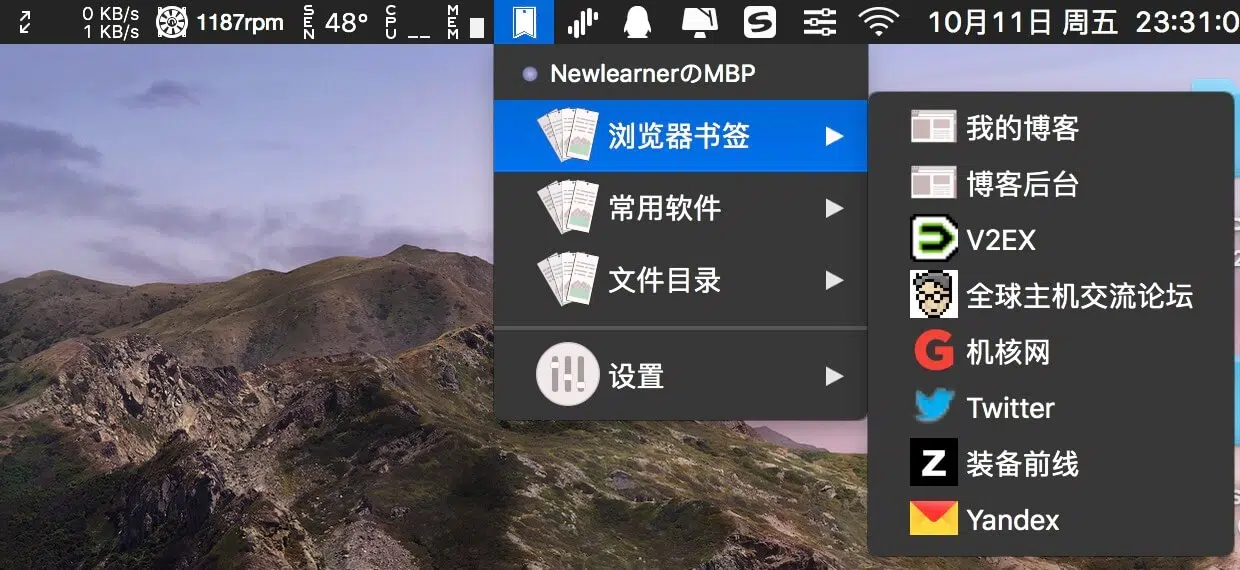 0 KB/s
1 KB/s
1187rpm
SEN
48°
CPU
MEM
10月11日 周五 23:31:0
NewlearnerのMBP
浏览器书签
常用软件
文件目录
设置
我的博客
博客后台
V2EX
全球主机交流论坛
机核网
Twitter
装备前线
Yandex